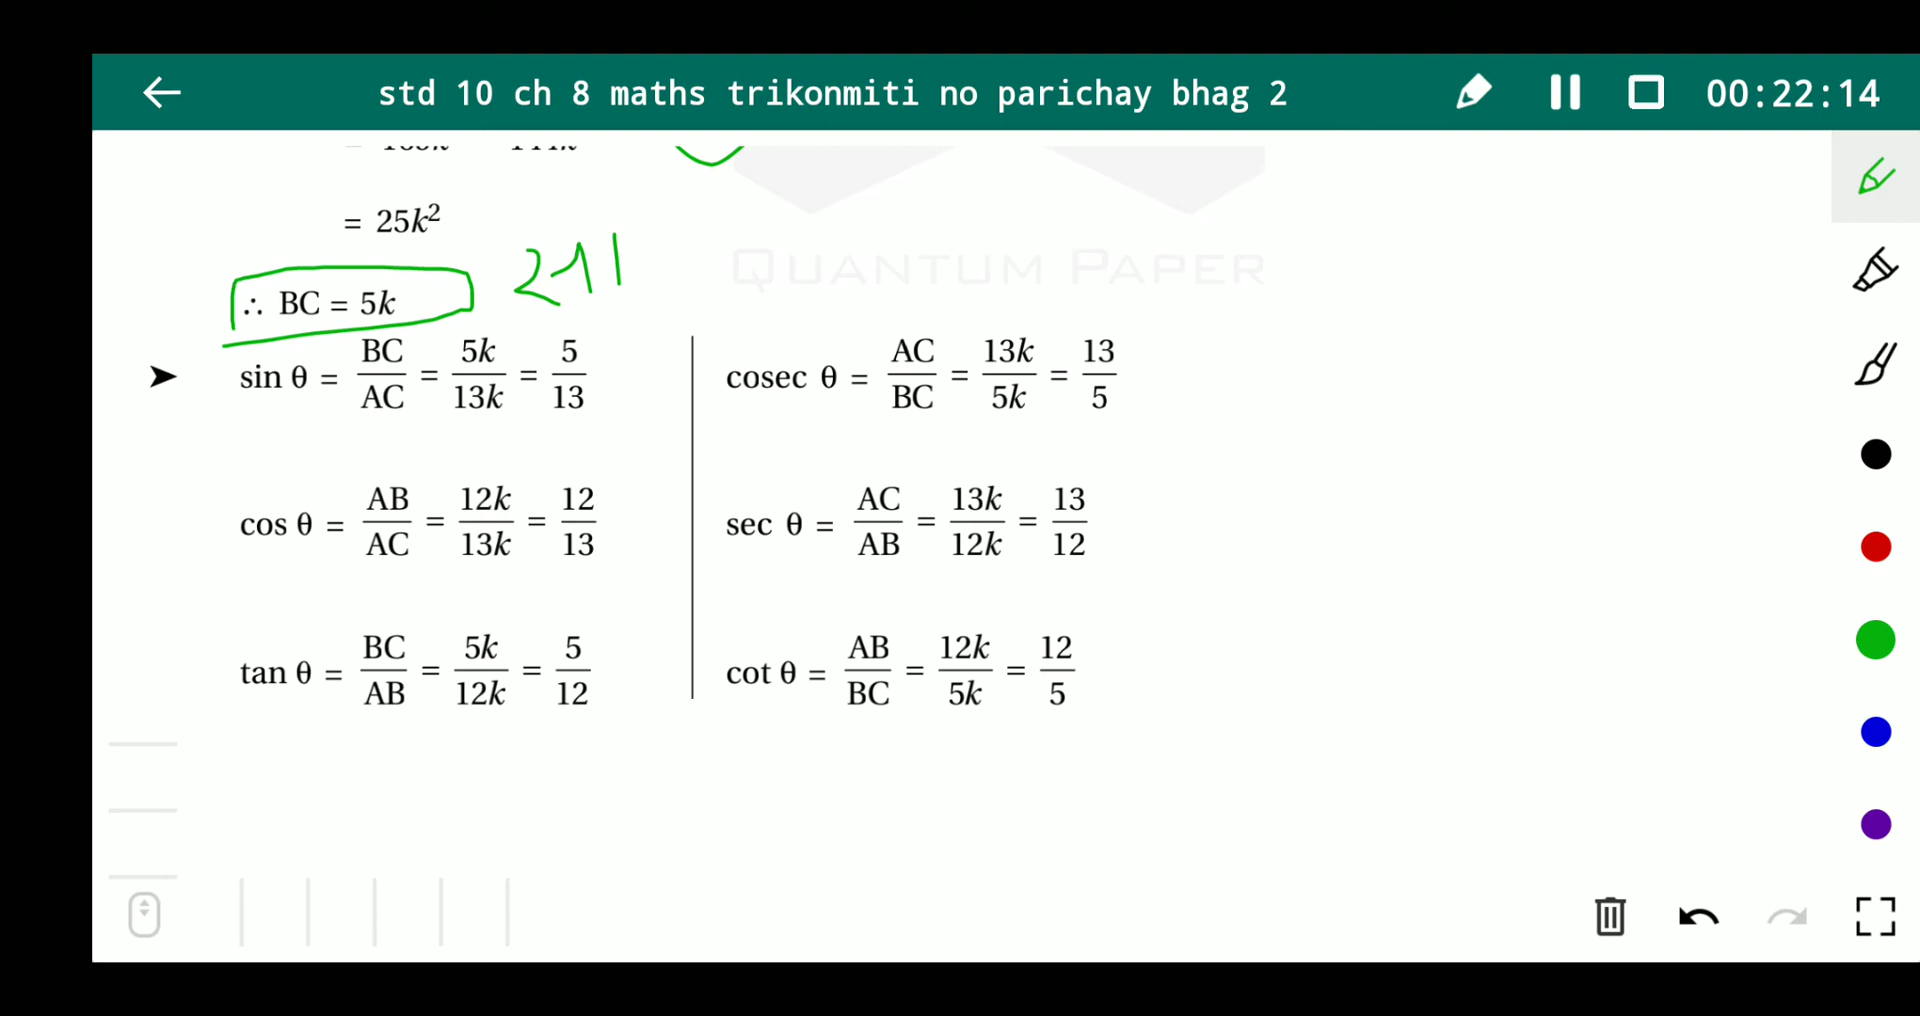 std 10 ch 8 maths trikonmiti no parichay bhag 2 00:22:14
= 25k²
QUANTUM PAPER
∴ BC = 5k
➤ sin θ = BC/AC = 5k/13k = 5/13
cosec θ = AC/BC = 13k/5k = 13/5
cos θ = AB/AC = 12k/13k = 12/13
sec θ = AC/AB = 13k/12k = 13/12
tan θ = BC/AB = 5k/12k = 5/12
cot θ = AB/BC = 12k/5k = 12/5